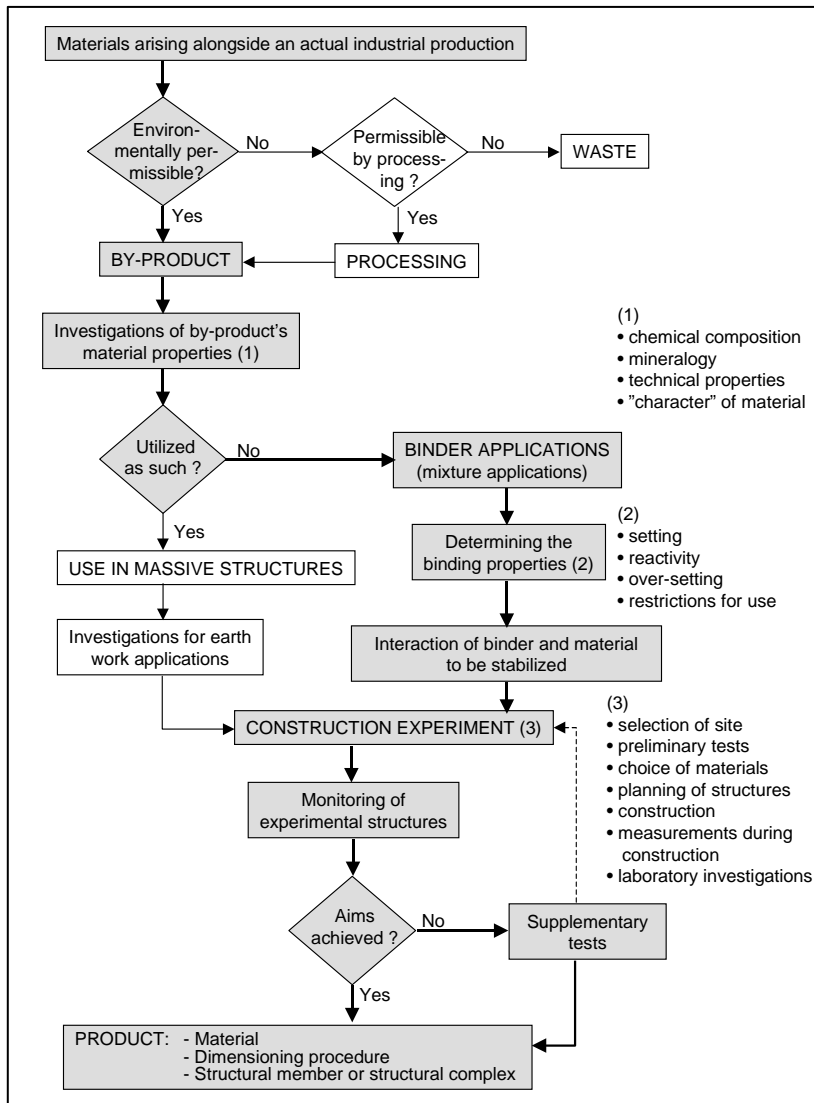 Materials arising alongside an actual industrial production
Environ-
mentally per-
missible?
No
Permissible
by process-
ing ?
No
WASTE
Yes
Yes
BY-PRODUCT
PROCESSING
Investigations of by-product's
material properties (1)
(1)
• chemical composition
• mineralogy
• technical properties
• ”character” of material
Utilized
as such ?
No
BINDER APPLICATIONS
(mixture applications)
Yes
USE IN MASSIVE STRUCTURES
Determining the
binding properties (2)
(2)
• setting
• reactivity
• over-setting
• restrictions for use
Investigations for earth
work applications
Interaction of binder and material
to be stabilized
CONSTRUCTION EXPERIMENT (3)
(3)
• selection of site
• preliminary tests
• choice of materials
• planning of structures
• construction
• measurements during
construction
• laboratory investigations
Monitoring of
experimental structures
Aims
achieved ?
No
Supplementary
tests
Yes
PRODUCT: - Material
- Dimensioning procedure
- Structural member or structural complex